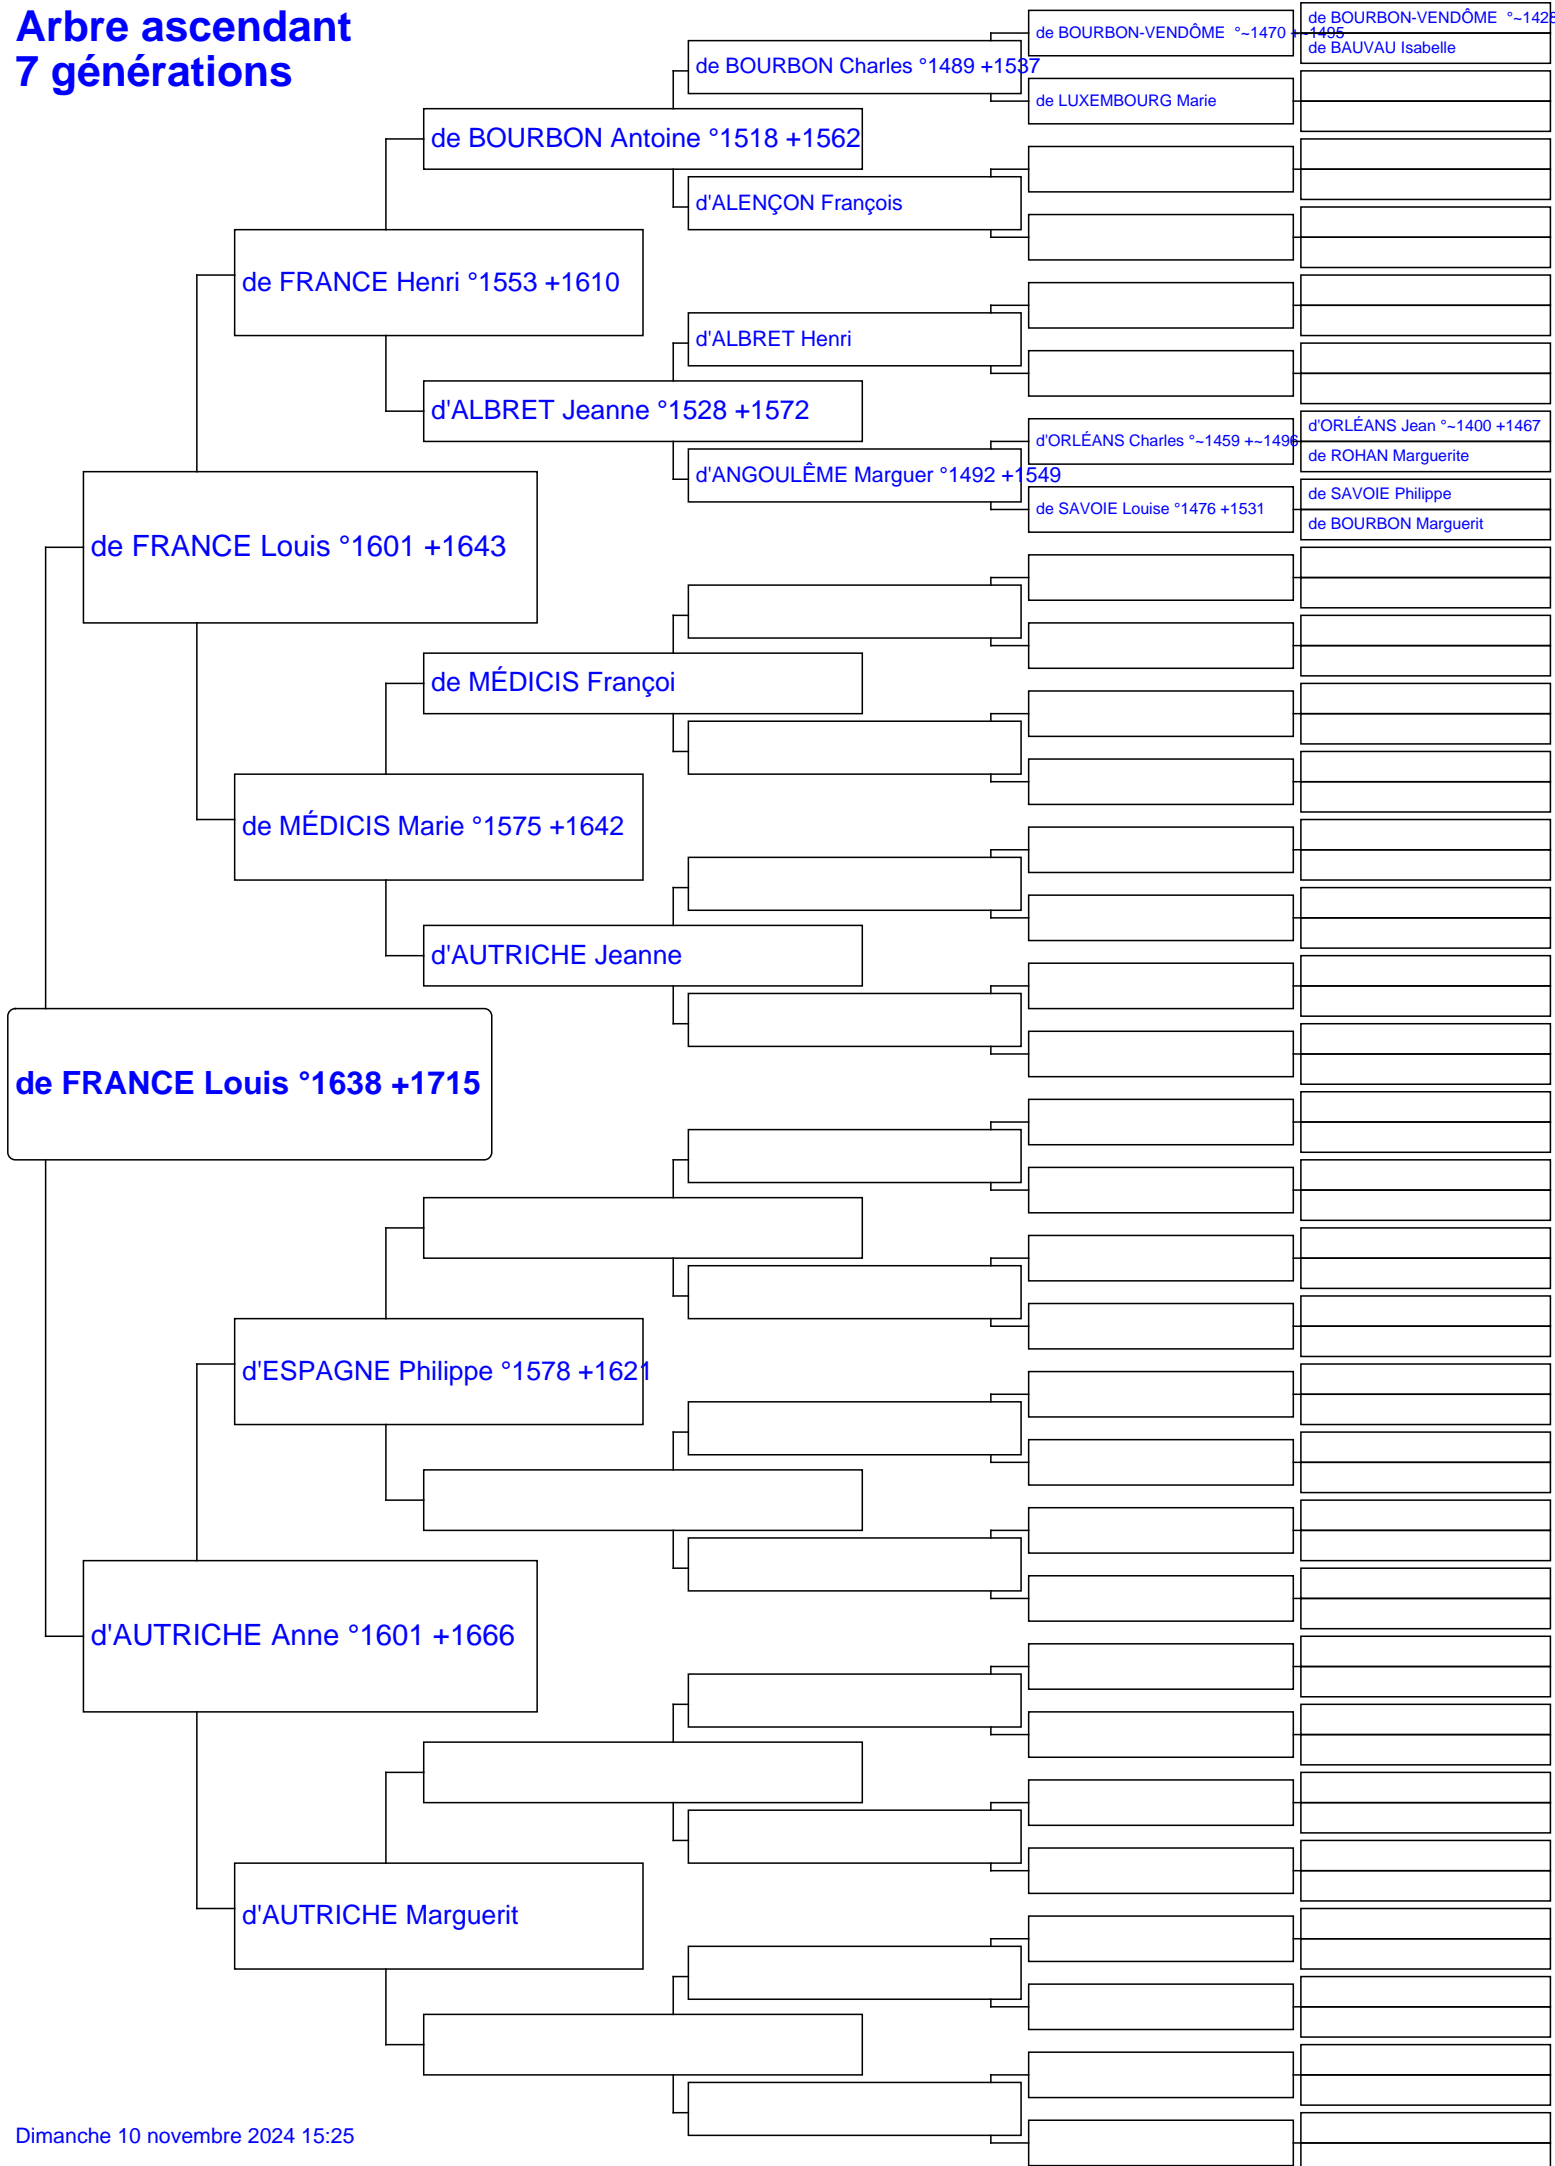 Arbre ascendant
7 générations
de BOURBON-VENDÔME  °~1428
de BOURBON-VENDÔME  °~1470 +~1495
de BAUVAU Isabelle
de BOURBON Charles °1489 +1537
de LUXEMBOURG Marie
de BOURBON Antoine °1518 +1562
d'ALENÇON François
de FRANCE Henri °1553 +1610
d'ALBRET Henri
d'ALBRET Jeanne °1528 +1572
d'ORLÉANS Jean °~1400 +1467
d'ORLÉANS Charles °~1459 +~1496
de ROHAN Marguerite
d'ANGOULÊME Marguer °1492 +1549
de SAVOIE Philippe
de SAVOIE Louise °1476 +1531
de BOURBON Marguerit
de FRANCE Louis °1601 +1643
de MÉDICIS Françoi
de MÉDICIS Marie °1575 +1642
d'AUTRICHE Jeanne
de FRANCE Louis °1638 +1715
d'ESPAGNE Philippe °1578 +1621
d'AUTRICHE Anne °1601 +1666
d'AUTRICHE Marguerit
Dimanche 10 novembre 2024 15:25